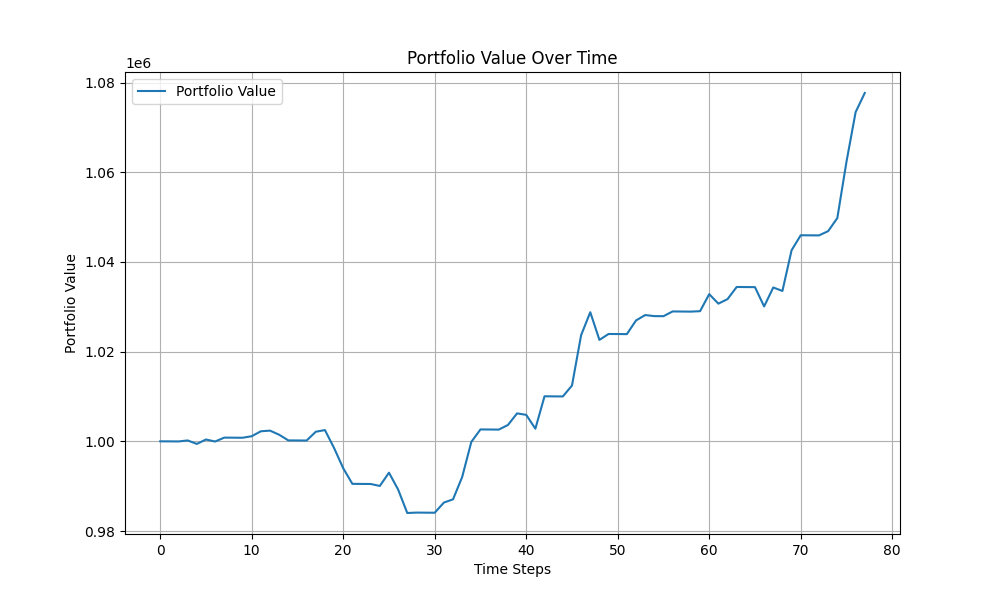 Portfolio Value Over Time
1e6
Portfolio Value
1.08
1.06
1.04
1.02
1.00
0.98
Portfolio Value
0 10 20 30 40 50 60 70 80
Time Steps